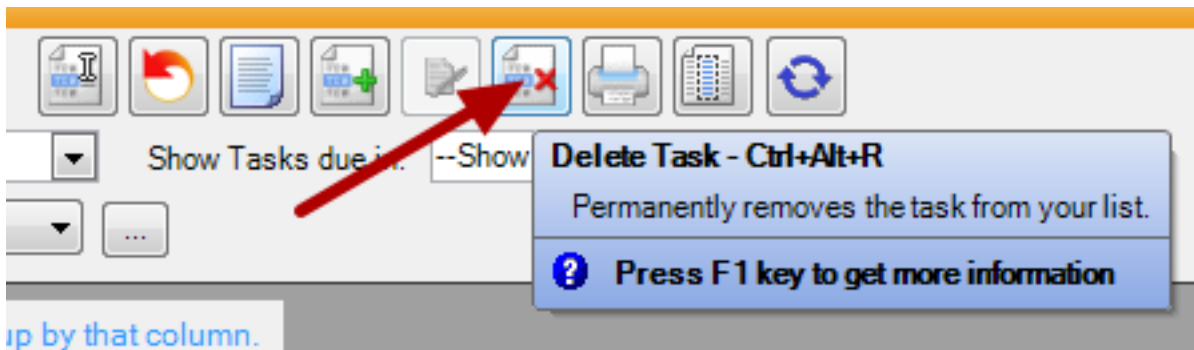 Show Tasks due in: --Show
Delete Task - Ctrl+Alt+R
Permanently removes the task from your list.
...
Press F1 key to get more information
up by that column.